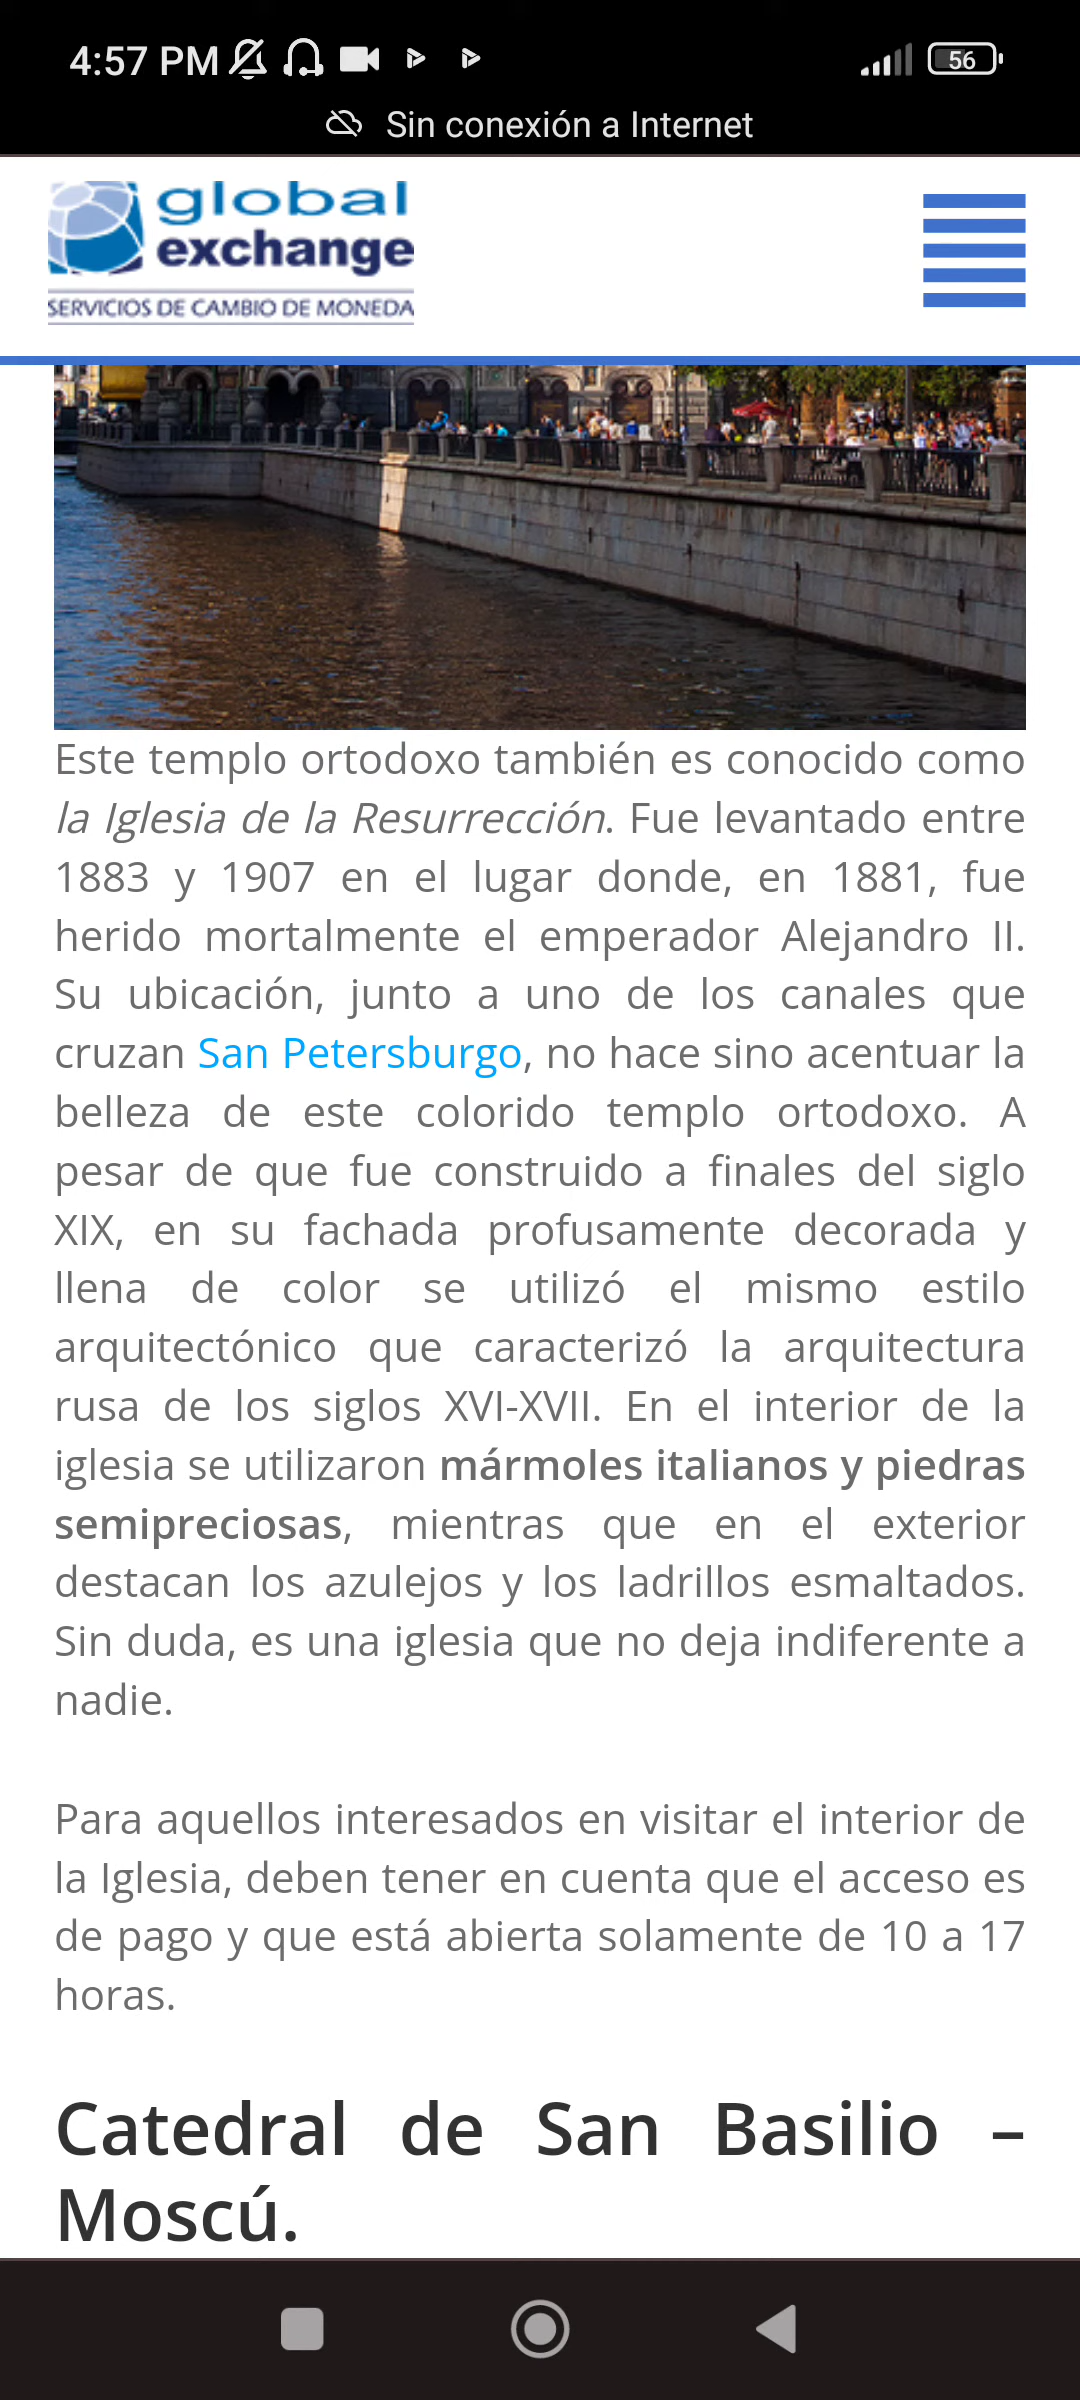 4:57 PM
56
Sin conexión a Internet
global
exchange
SERVICIOS DE CAMBIO DE MONEDA
Este templo ortodoxo también es conocido como
la Iglesia de la Resurrección. Fue levantado entre
1883 y 1907 en el lugar donde, en 1881, fue
herido mortalmente el emperador Alejandro II.
Su ubicación, junto a uno de los canales que
cruzan San Petersburgo, no hace sino acentuar la
belleza de este colorido templo ortodoxo. A
pesar de que fue construido a finales del siglo
XIX, en su fachada profusamente decorada y
llena de color se utilizó el mismo estilo
arquitectónico que caracterizó la arquitectura
rusa de los siglos XVI-XVII. En el interior de la
iglesia se utilizaron mármoles italianos y piedras
semipreciosas, mientras que en el exterior
destacan los azulejos y los ladrillos esmaltados.
Sin duda, es una iglesia que no deja indiferente a
nadie.
Para aquellos interesados en visitar el interior de
la Iglesia, deben tener en cuenta que el acceso es
de pago y que está abierta solamente de 10 a 17
horas.
Catedral de San Basilio –
Moscú.